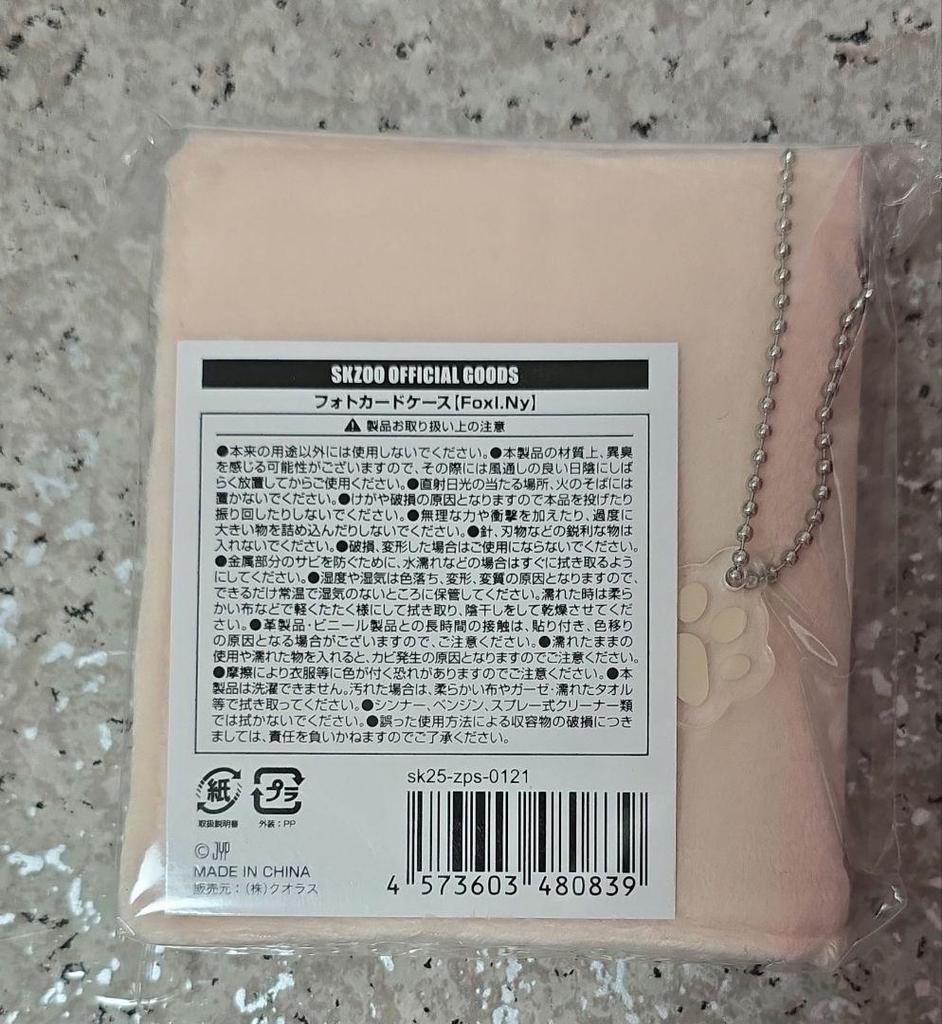 SKZOO OFFICIAL GOODS
フォトカードケース【FoxI.Ny】
⚠ 製品お取り扱い上の注意
●本来の用途以外には使用しないでください。●本製品の材質上、異臭
を感じる可能性がございますので、その際には風通しの良い日陰にしば
らく放置してからご使用ください。●直射日光の当たる場所、火のそばには
置かないでください。●けがや破損の原因となりますので本品を投げたり
振り回したりしないでください。●無理な力や衝撃を加えたり、過度に
大きい物を詰め込んだりしないでください。●針、刃物などの鋭利な物は
入れないでください。●破損、変形した場合はご使用にならないでください。
●金属部分のサビを防ぐために、水濡れなどの場合はすぐに拭き取るよう
にしてください。●湿度や湿気は色落ち、変形、変質の原因となりますので、
できるだけ常温で湿気のないところに保管してください。濡れた時は柔ら
かい布などで軽くたたく様にして拭き取り、陰干しをして乾燥させてくだ
さい。●革製品・ビニール製品との長時間の接触は、貼り付き、色移り
の原因となる場合がございますので、ご注意ください。●濡れたままの
使用や濡れた物を入れると、カビ発生の原因となりますのでご注意ください。
●摩擦により衣服等に色が付く恐れがありますのでご注意ください。●本
製品は洗濯できません。汚れた場合は、柔らかい布やガーゼ・濡れたタオル
等で拭き取ってください。●シンナー、ベンジン、スプレー式クリーナー類
では拭かないでください。●誤った使用方法による収容物の破損につき
ましては、責任を負いかねますのでご了承ください。
紙 プラ
取扱説明書 外装：PP
sk25-zps-0121
© JYP
MADE IN CHINA
販売元：(株)クオラス
4 573603 480839